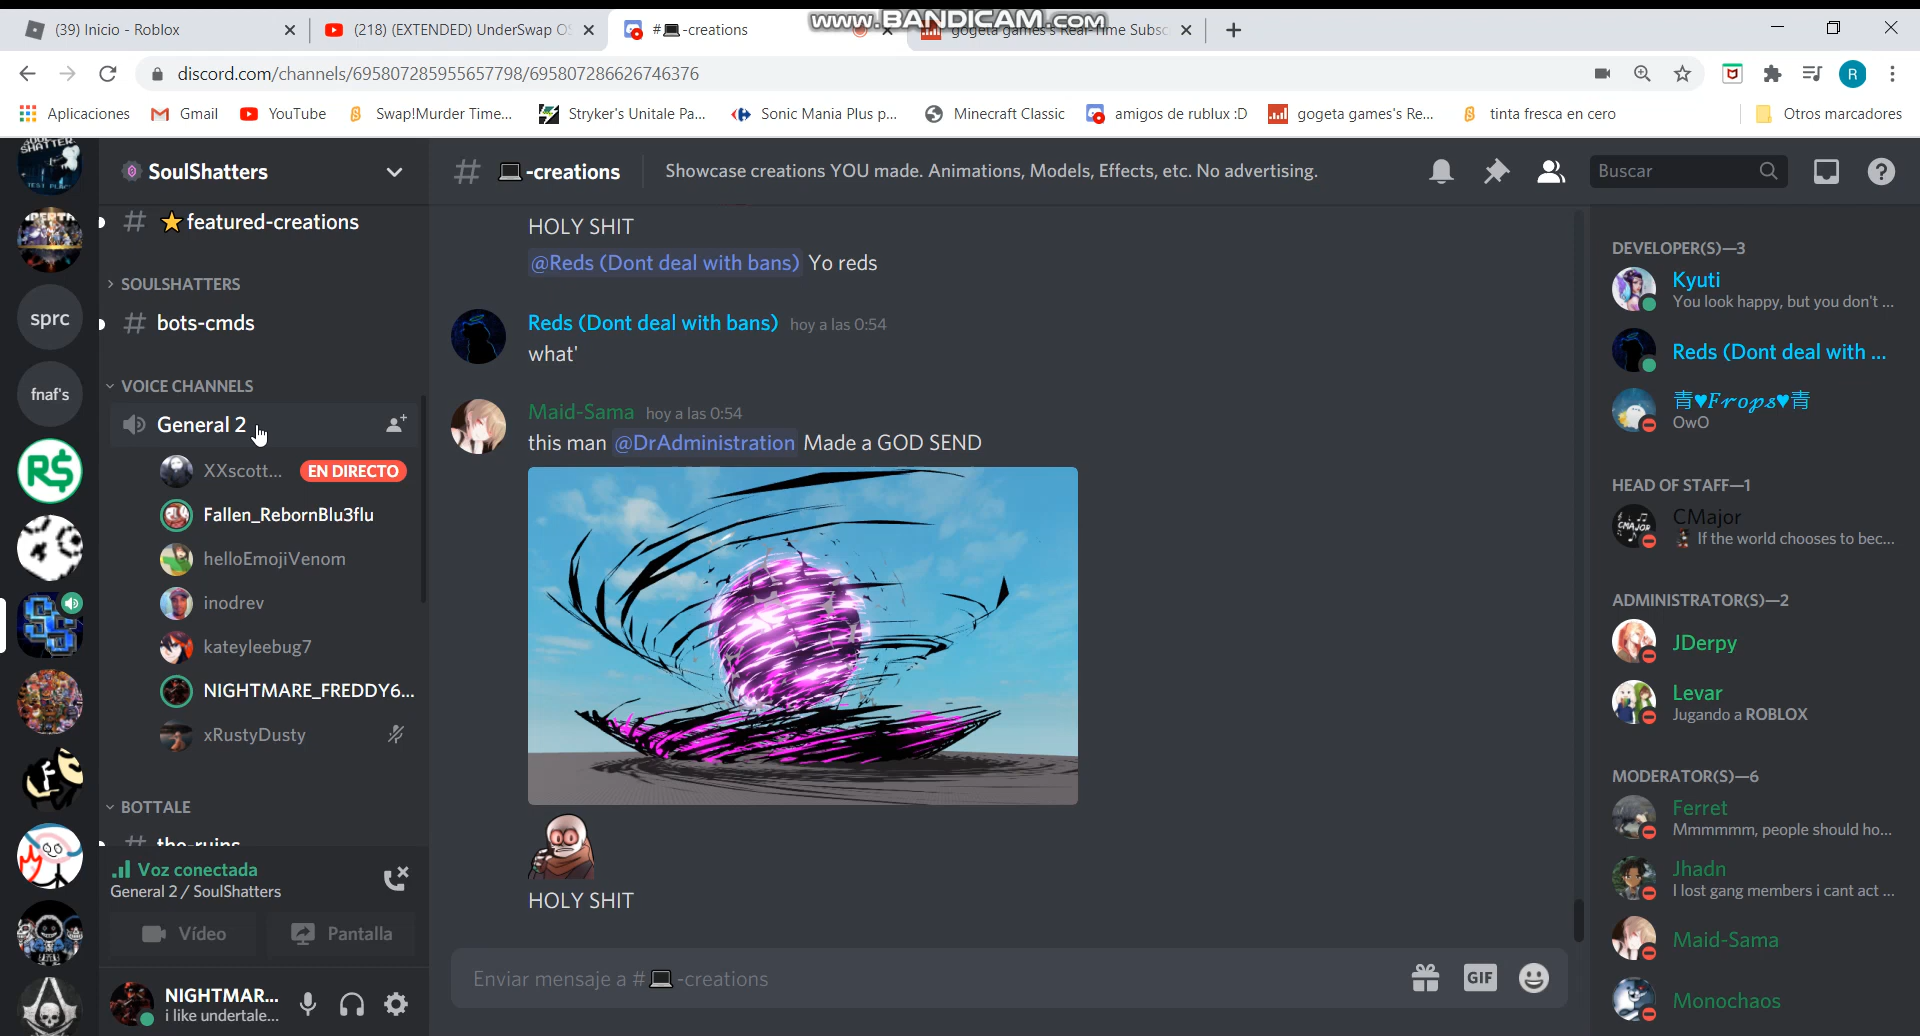 www.BANDICAM.COM
(39) Inicio - Roblox
(218) (EXTENDED) UnderSwap OS
#💻-creations
gogeta games's Real-Time Subsc
discord.com/channels/695807285955657798/695807286626746376
R
Aplicaciones
Gmail
YouTube
Swap!Murder Time...
Stryker's Unitale Pa...
Sonic Mania Plus p...
Minecraft Classic
amigos de rublux :D
gogeta games's Re...
tinta fresca en cero
Otros marcadores
SoulShatters
# 💻-creations
Showcase creations YOU made. Animations, Models, Effects, etc. No advertising.
Buscar
sprc
fnaf's
R$
# ⭐featured-creations
SOULSHATTERS
# bots-cmds
VOICE CHANNELS
General 2
XXscott...
EN DIRECTO
Fallen_RebornBlu3flu
helloEmojiVenom
inodrev
kateyleebug7
NIGHTMARE_FREDDY6...
xRustyDusty
BOTTALE
# the-ruins
Voz conectada
General 2 / SoulShatters
Vídeo
Pantalla
NIGHTMAR...
i like undertale...
HOLY SHIT
@Reds (Dont deal with bans) Yo reds
Reds (Dont deal with bans) hoy a las 0:54
what'
Maid-Sama hoy a las 0:54
this man @DrAdministration Made a GOD SEND
HOLY SHIT
Enviar mensaje a #💻-creations
GIF
DEVELOPER(S)—3
Kyuti
You look happy, but you don't ...
Reds (Dont deal with ...
青♥𝓕𝓻𝓸𝓹𝓼♥青
OwO
HEAD OF STAFF—1
CMAJOR
CMajor
If the world chooses to bec...
ADMINISTRATOR(S)—2
JDerpy
Levar
Jugando a ROBLOX
MODERATOR(S)—6
Ferret
Mmmmmm, people should ho...
Jhadn
I lost gang members i cant act ...
Maid-Sama
Monochaos